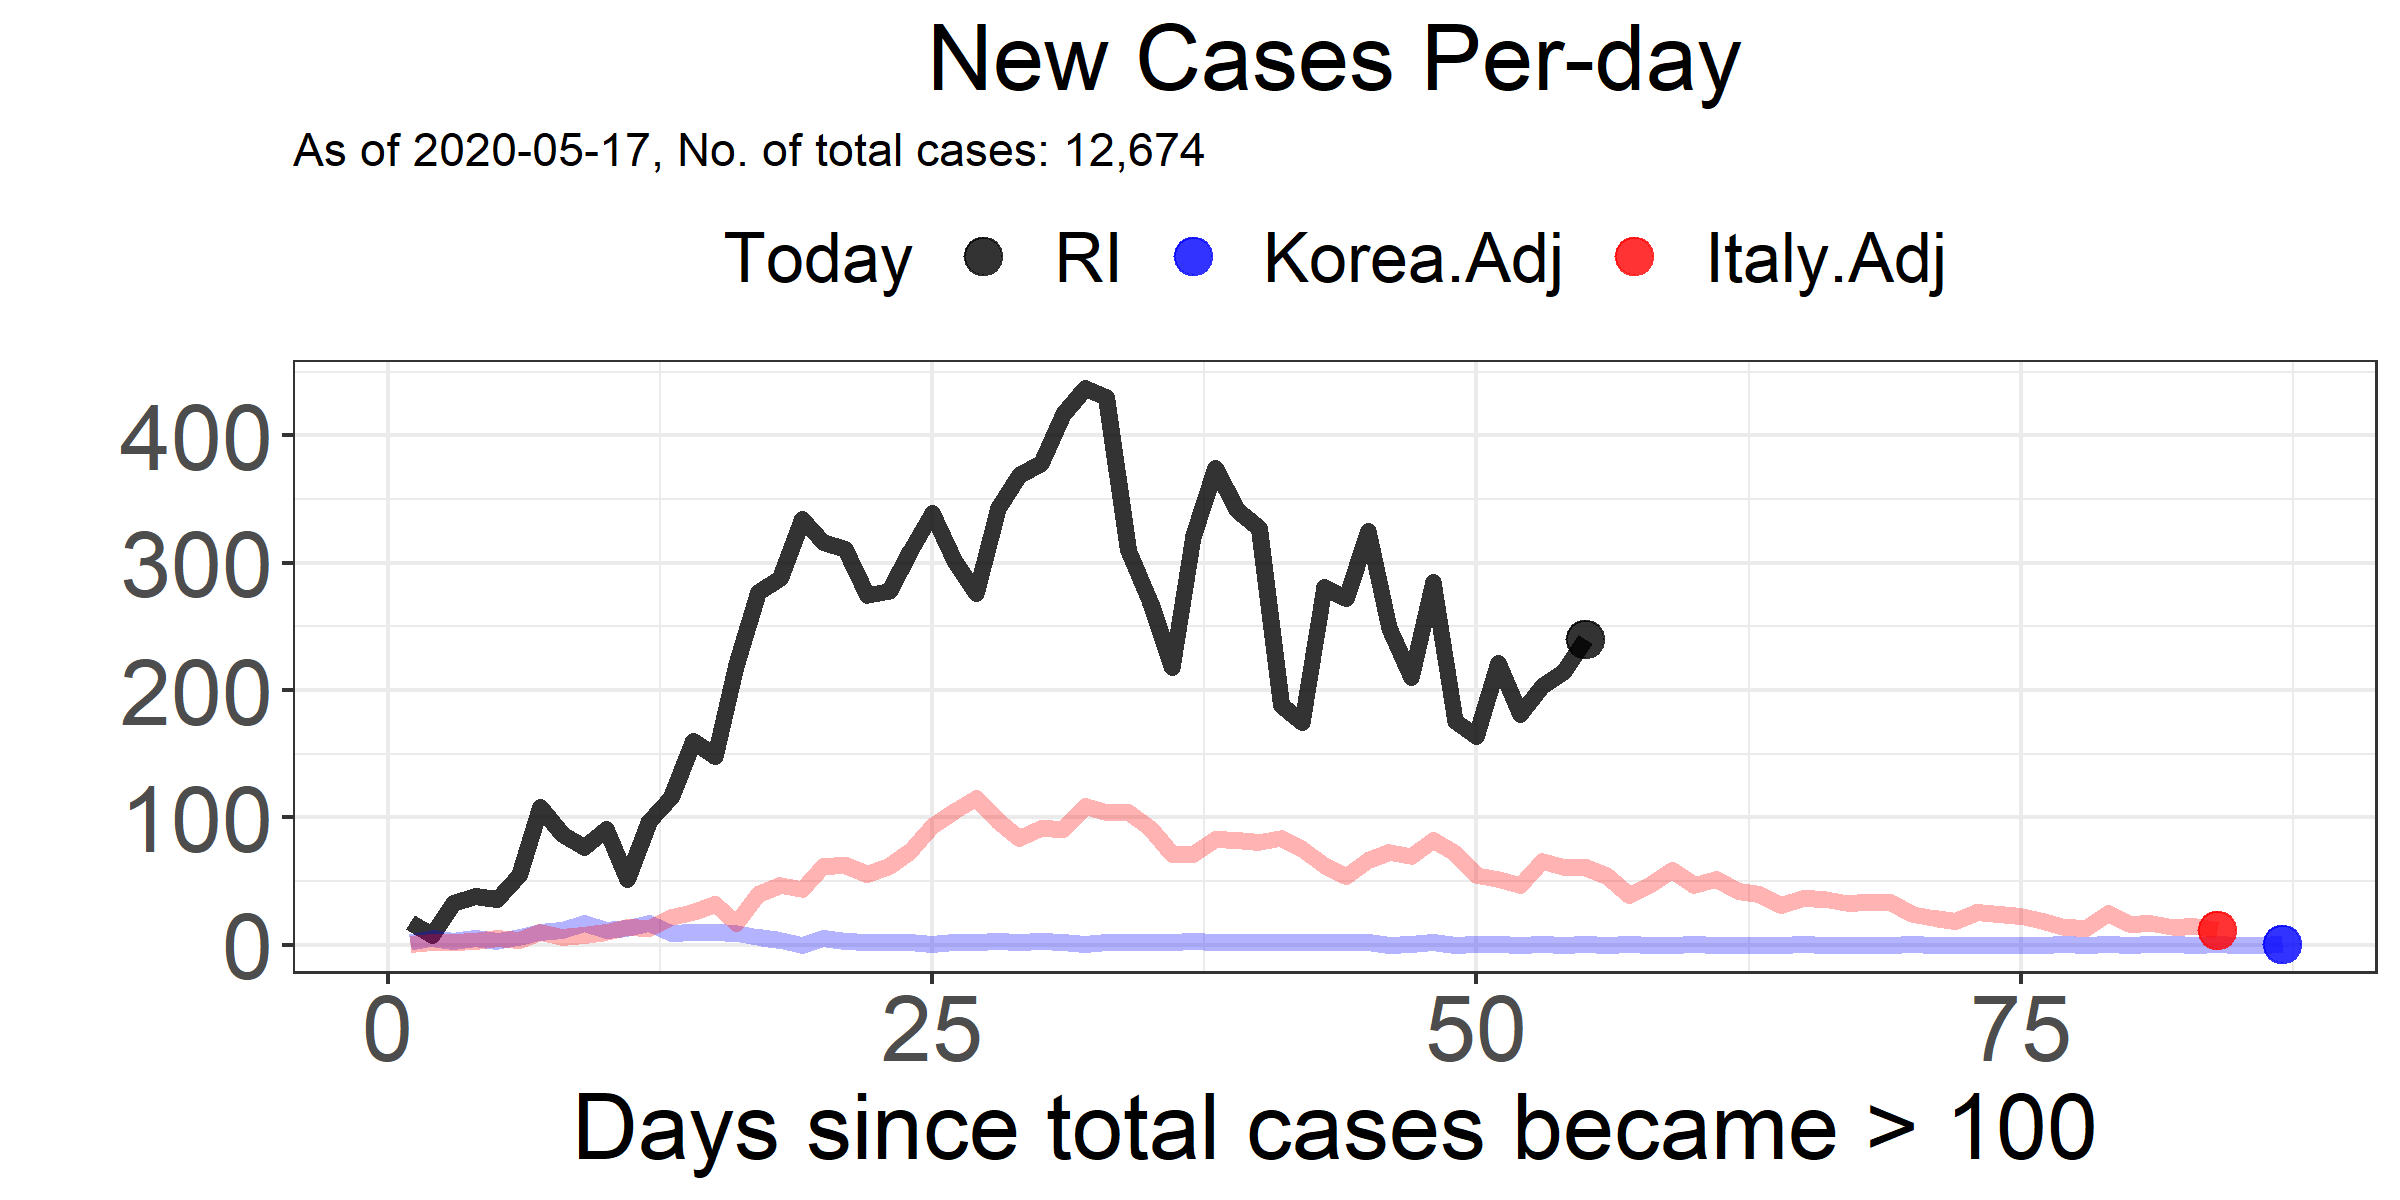 New Cases Per-day
As of 2020-05-17, No. of total cases: 12,674
Today RI Korea.Adj Italy.Adj
400
300
200
100
0
0 25 50 75
Days since total cases became > 100